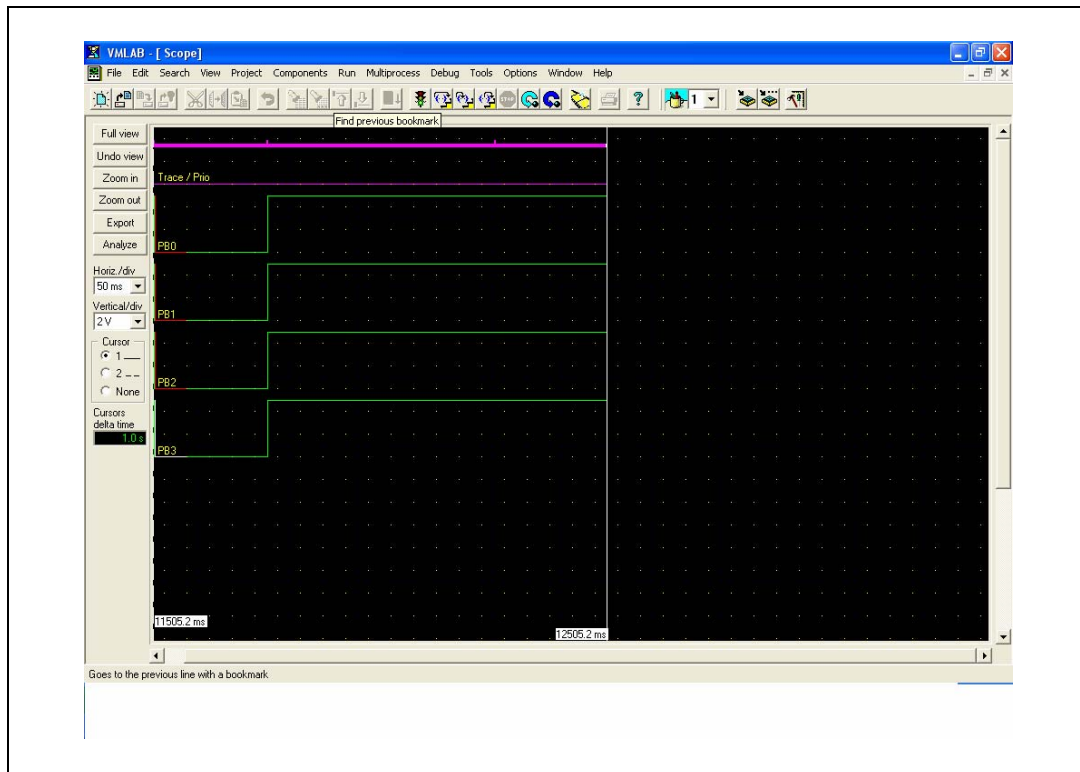 VMLAB - [ Scope]
File Edit Search View Project Components Run Multiprocess Debug Tools Options Window Help
1
Find previous bookmark
Full view
Undo view
Zoom in
Zoom out
Export
Analyze
Horiz./div
50 ms
Vertical/div
2 V
Cursor
1 __
2 _ _
None
Cursors
delta time
1.0 s
Trace / Prio
PB0
PB1
PB2
PB3
11505.2 ms
12505.2 ms
Goes to the previous line with a bookmark